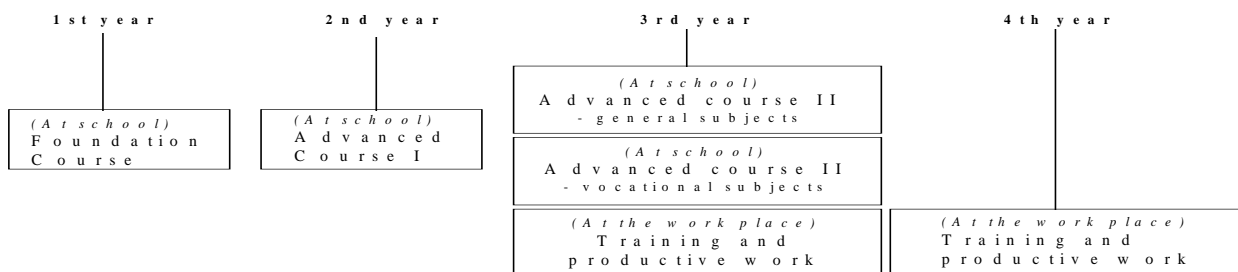 1st year 2nd year 3rd year 4th year
(At school)
Foundation
Course
(At school)
Advanced
Course I
(At school)
Advanced course II
- general subjects
(At school)
Advanced course II
- vocational subjects
(At the work place)
Training and
productive work
(At the work place)
Training and
productive work